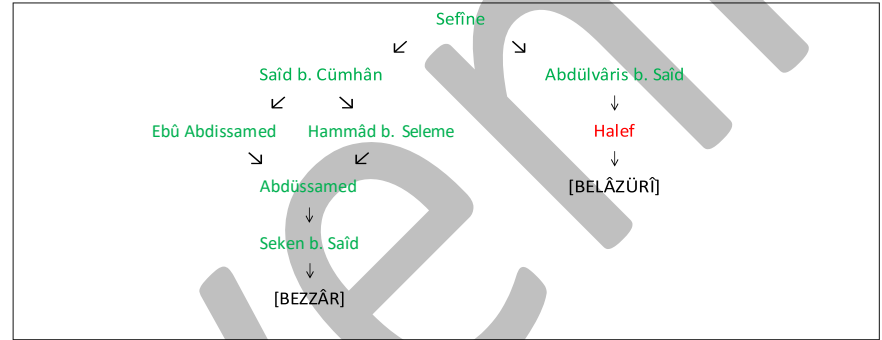 Sefîne
Saîd b. Cümhân Abdülvâris b. Saîd
Ebû Abdissamed Hammâd b. Seleme Halef
Abdüssamed [BELÂZÜRÎ]
Seken b. Saîd
[BEZZÂR]